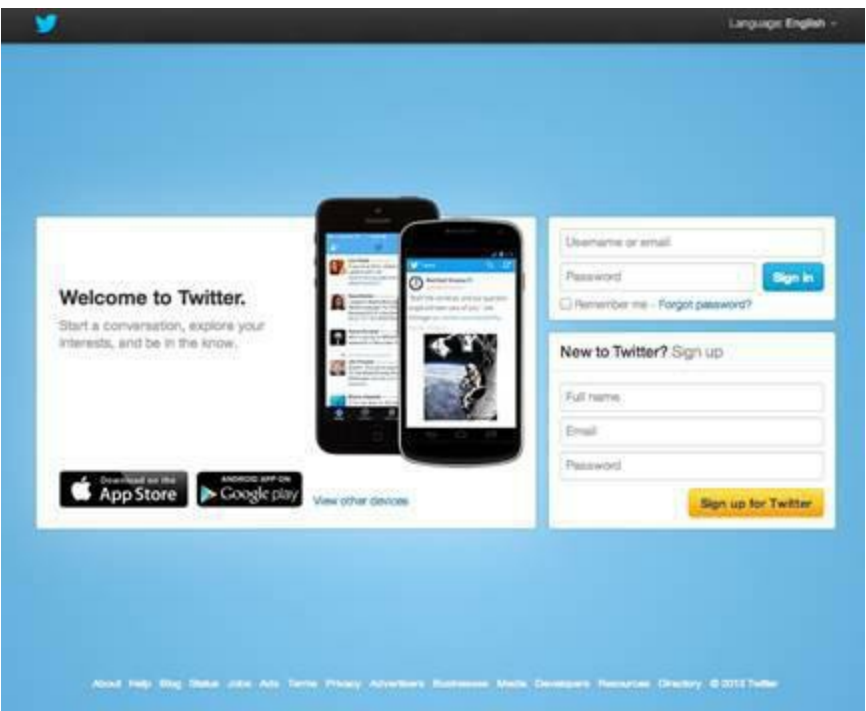 Language: English
Welcome to Twitter.
Start a conversation, explore your
interests, and be in the know.
Download on the
App Store
ANDROID APP ON
Google play
View other devices
Username or email
Password
Sign in
Remember me - Forgot password?
New to Twitter? Sign up
Full name
Email
Password
Sign up for Twitter
About Help Blog Status Jobs Ads Terms Privacy Advertisers Businesses Media Developers Resources Directory © 2013 Twitter